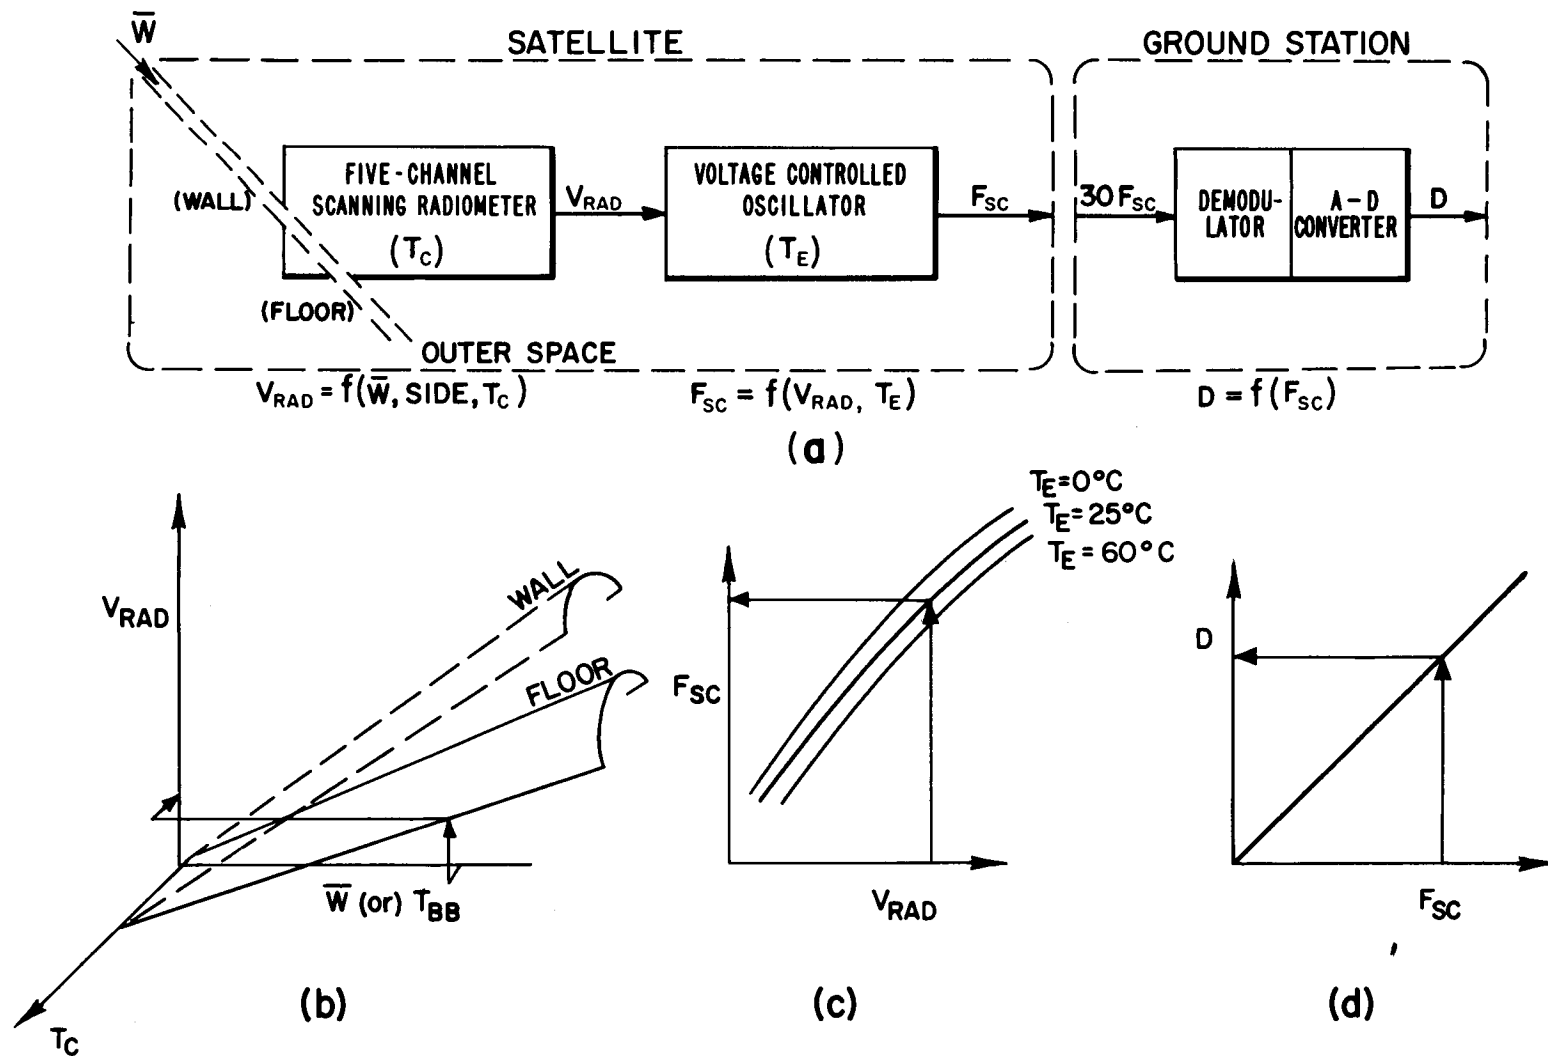 W̅
SATELLITE
GROUND STATION
(WALL)
(FLOOR)
OUTER SPACE
FIVE-CHANNEL
SCANNING RADIOMETER
(T_C)
V_RAD
VOLTAGE CONTROLLED
OSCILLATOR
(T_E)
F_SC
30 F_SC
DEMODU-
LATOR
A-D
CONVERTER
D
V_RAD = f(W̅, SIDE, T_C)
F_SC = f(V_RAD, T_E)
D = f(F_SC)
(a)
V_RAD
WALL
FLOOR
W̅ (or) T_BB
T_C
(b)
T_E=0°C
T_E=25°C
T_E=60°C
F_SC
V_RAD
(c)
D
F_SC
(d)